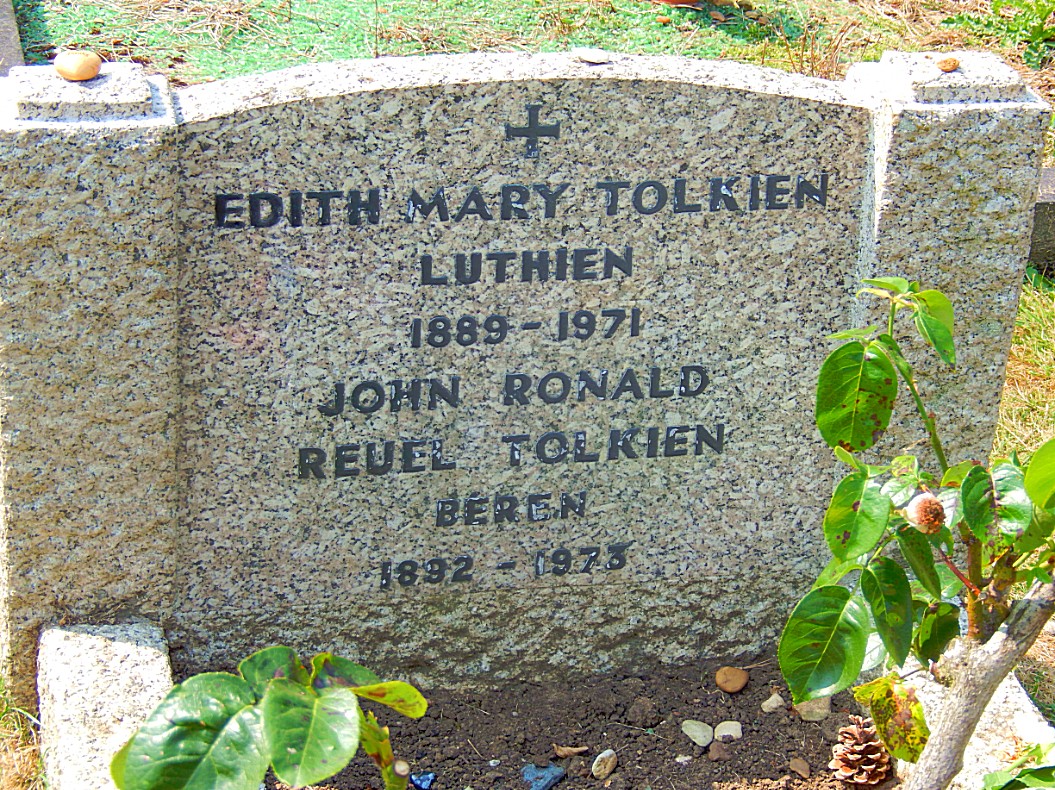 EDITH MARY TOLKIEN
LUTHIEN
1889 - 1971
JOHN RONALD
REUEL TOLKIEN
BEREN
1892 - 1973